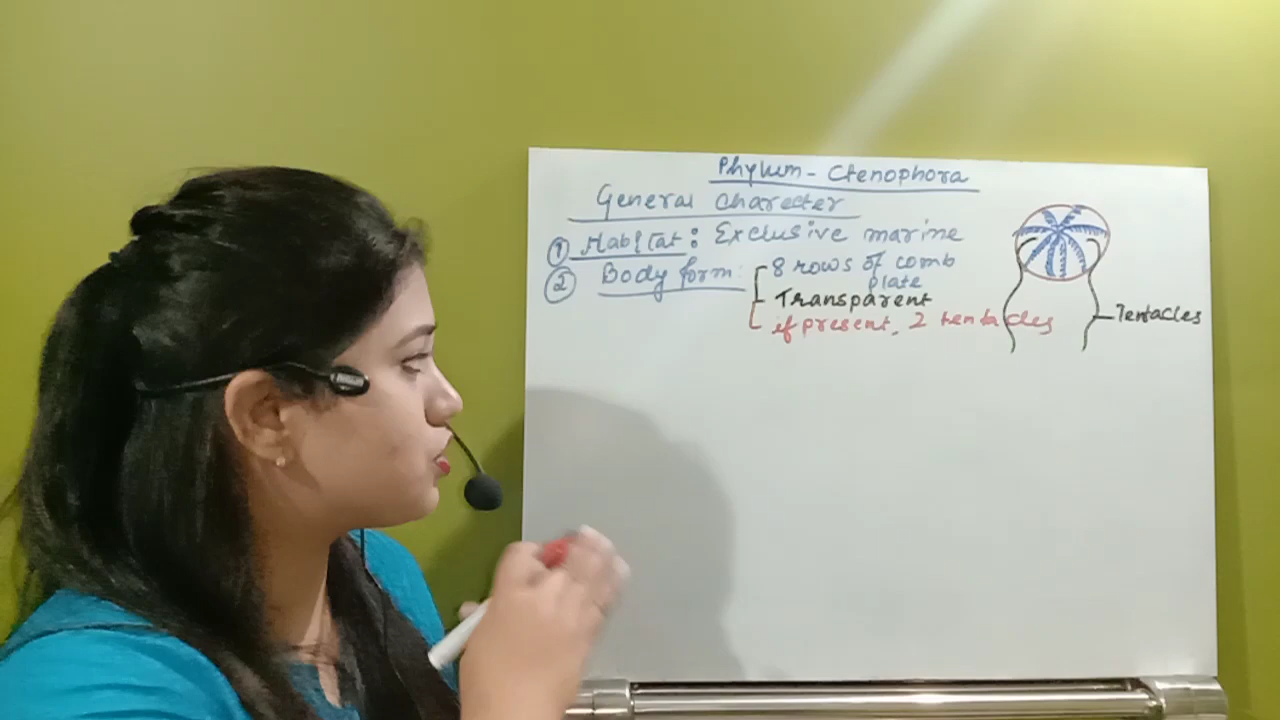 Phylum - Ctenophora
General Charecter
① Habitat : Exclusive marine
② Body form : 8 rows of comb
plate
Transparent
if present, 2 tentacles
Tentacles